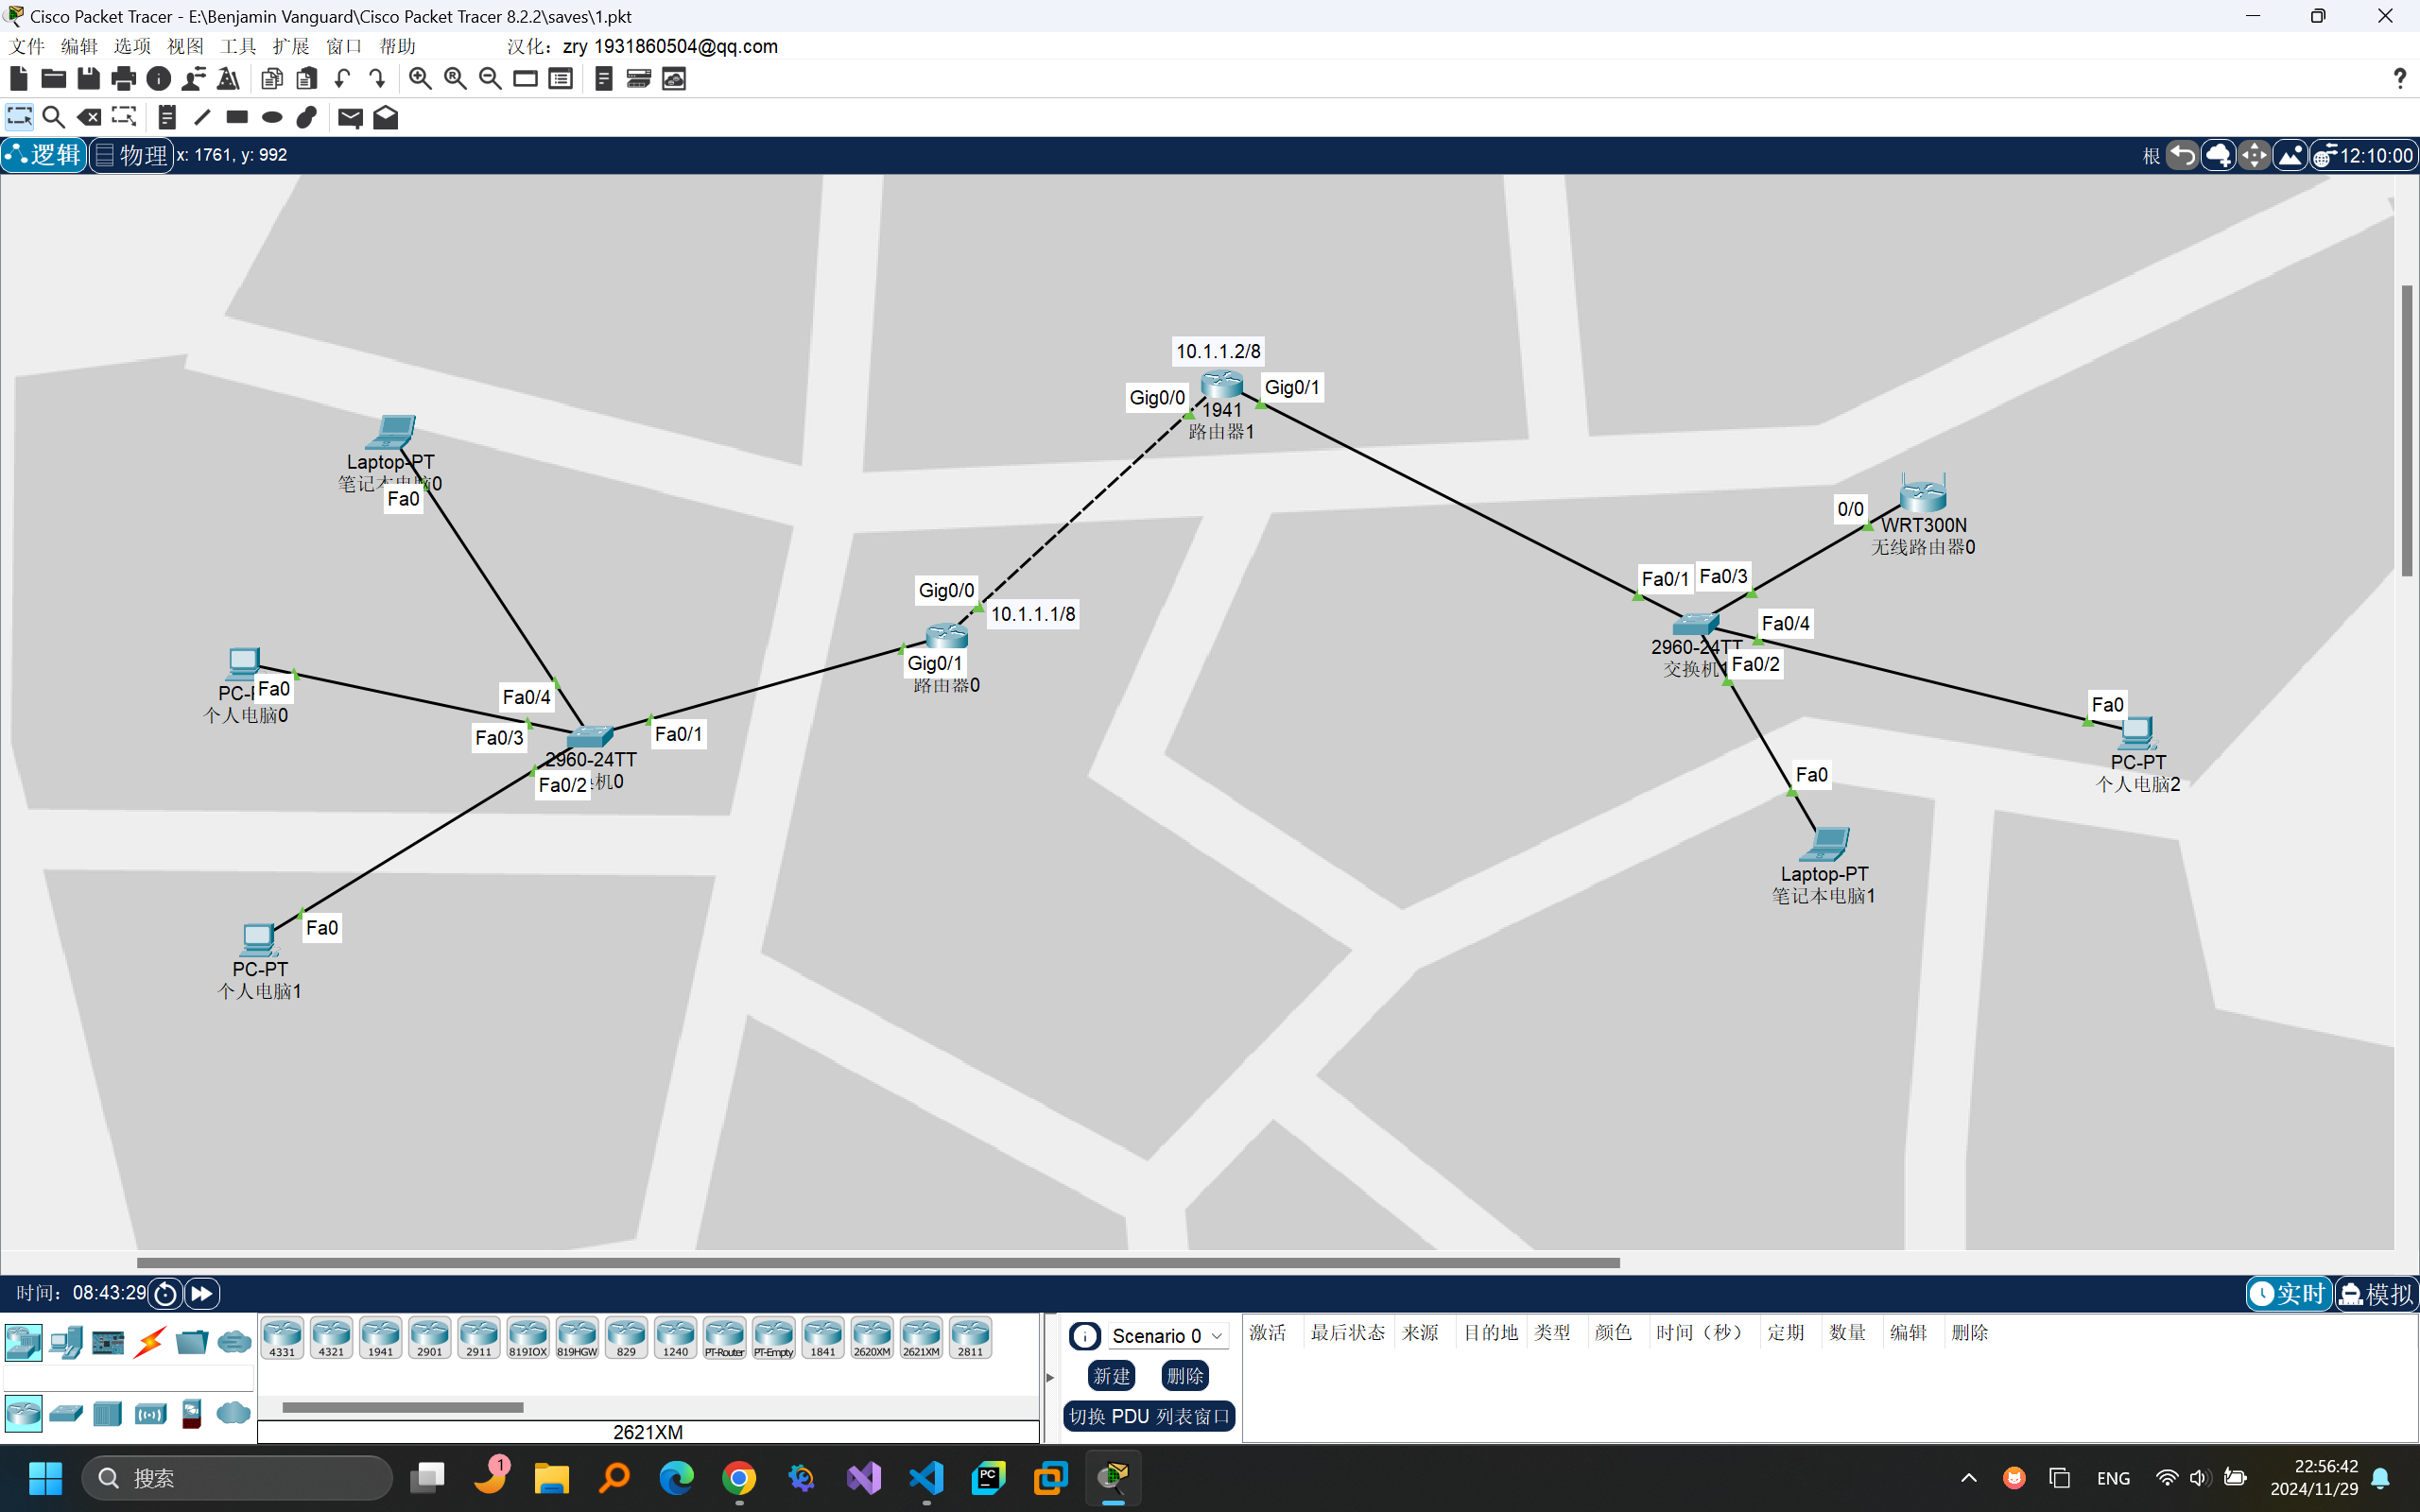 Cisco Packet Tracer - E:\Benjamin Vanguard\Cisco Packet Tracer 8.2.2\saves\1.pkt
文件 编辑 选项 视图 工具 扩展 窗口 帮助 汉化：zry 1931860504@qq.com
逻辑 物理 x: 1761, y: 992 根 12:10:00
10.1.1.2/8
Gig0/0 Gig0/1
1941
路由器1
Laptop-PT
笔记本电脑0
Fa0
0/0
WRT300N
无线路由器0
Gig0/0
10.1.1.1/8
Gig0/1
路由器0
Fa0/1 Fa0/3
Fa0/4
2960-24TT
交换机1
Fa0/2
Fa0
PC-PT
个人电脑2
Fa0
Laptop-PT
笔记本电脑1
Fa0
个人电脑0
Fa0/4
Fa0/3
Fa0/1
2960-24TT
Fa0/2
机0
Fa0
PC-PT
个人电脑1
时间： 08:43:29 实时 模拟
4331 4321 1941 2901 2911 819IOX 819HGW 829 1240 PT-Router PT-Empty 1841 2620XM 2621XM 2811
2621XM
Scenario 0
新建 删除
切换 PDU 列表窗口
激活 最后状态 来源 目的地 类型 颜色 时间（秒） 定期 数量 编辑 删除
搜索
1
PC
ENG
22:56:42
2024/11/29